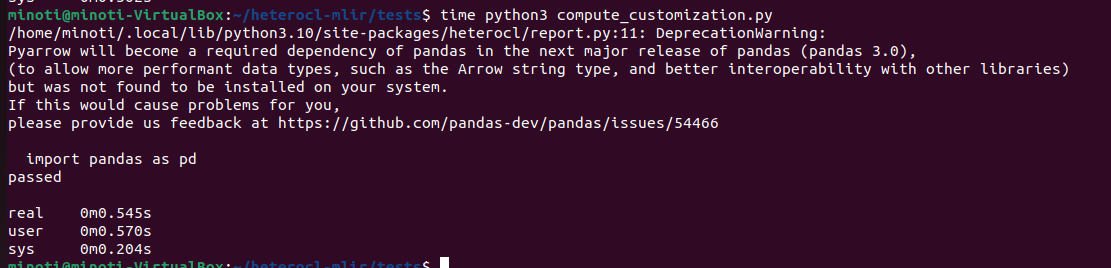 sys 0m0.302s
minoti@minoti-VirtualBox:~/heterocl-mlir/tests$ time python3 compute_customization.py
/home/minoti/.local/lib/python3.10/site-packages/heterocl/report.py:11: DeprecationWarning:
Pyarrow will become a required dependency of pandas in the next major release of pandas (pandas 3.0),
(to allow more performant data types, such as the Arrow string type, and better interoperability with other libraries)
but was not found to be installed on your system.
If this would cause problems for you,
please provide us feedback at https://github.com/pandas-dev/pandas/issues/54466
import pandas as pd
passed
real 0m0.545s
user 0m0.570s
sys 0m0.204s
minoti@minoti-VirtualBox:~/heterocl-mlir/tests$